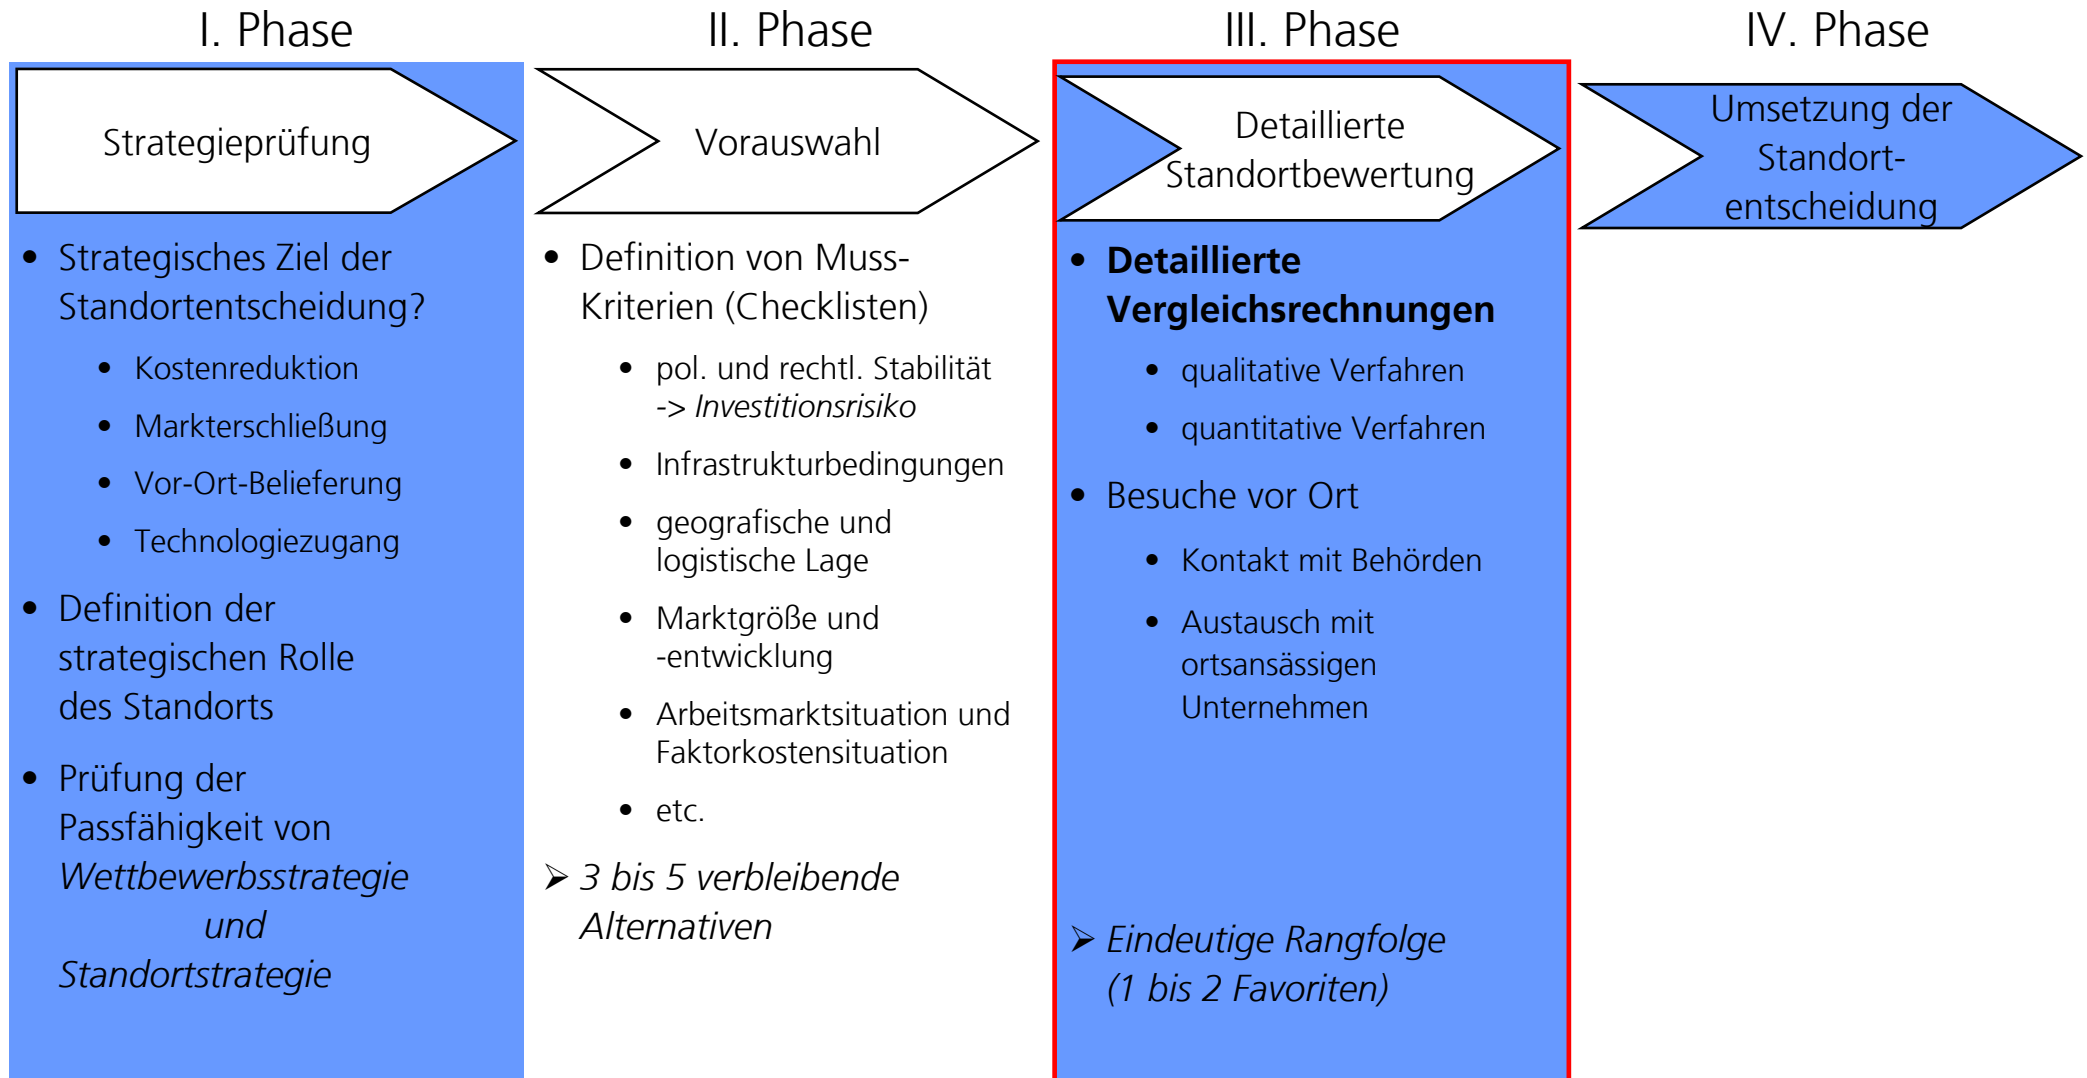 I. Phase
Strategieprüfung
• Strategisches Ziel der
Standortentscheidung?
• Kostenreduktion
• Markterschließung
• Vor-Ort-Belieferung
• Technologiezugang
• Definition der
strategischen Rolle
des Standorts
• Prüfung der
Passfähigkeit von
Wettbewerbsstrategie
und
Standortstrategie
II. Phase
Vorauswahl
• Definition von Muss-
Kriterien (Checklisten)
• pol. und rechtl. Stabilität
-> Investitionsrisiko
• Infrastrukturbedingungen
• geografische und
logistische Lage
• Marktgröße und
-entwicklung
• Arbeitsmarktsituation und
Faktorkostensituation
• etc.
➢ 3 bis 5 verbleibende
Alternativen
III. Phase
Detaillierte
Standortbewertung
• Detaillierte
Vergleichsrechnungen
• qualitative Verfahren
• quantitative Verfahren
• Besuche vor Ort
• Kontakt mit Behörden
• Austausch mit
ortsansässigen
Unternehmen
➢ Eindeutige Rangfolge
(1 bis 2 Favoriten)
IV. Phase
Umsetzung der
Standort-
entscheidung